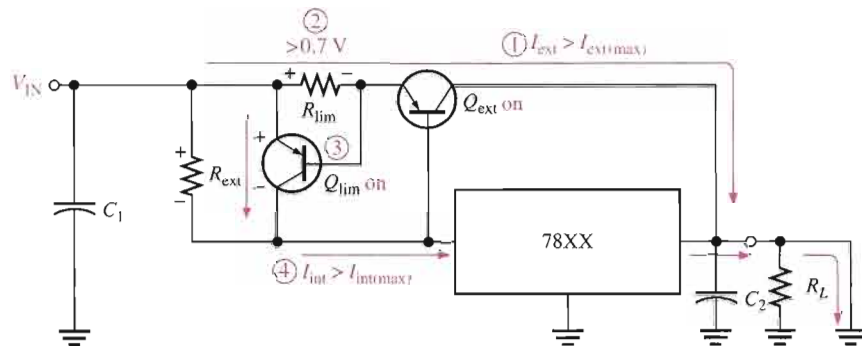 ②
>0.7 V
① I_ext > I_ext(max)
V_IN
+ −
R_lim
Q_ext on
+
−
R_ext
+
−
③
Q_lim on
C_1
78XX
④ I_int > I_int(max)?
C_2
R_L